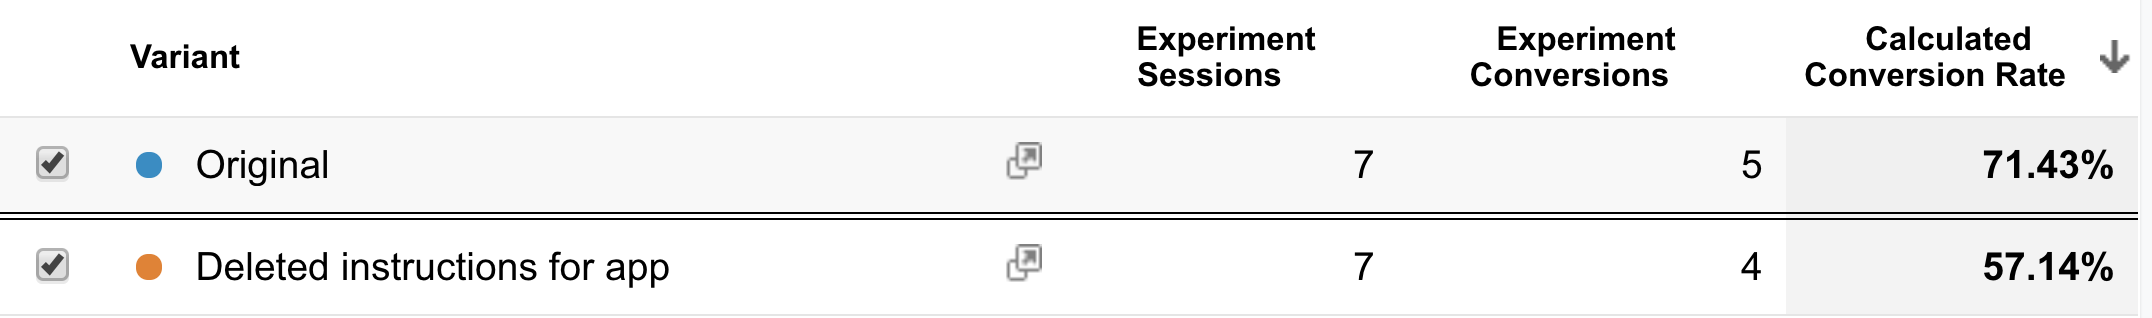 Variant Experiment Sessions Experiment Conversions Calculated Conversion Rate
Original 7 5 71.43%
Deleted instructions for app 7 4 57.14%